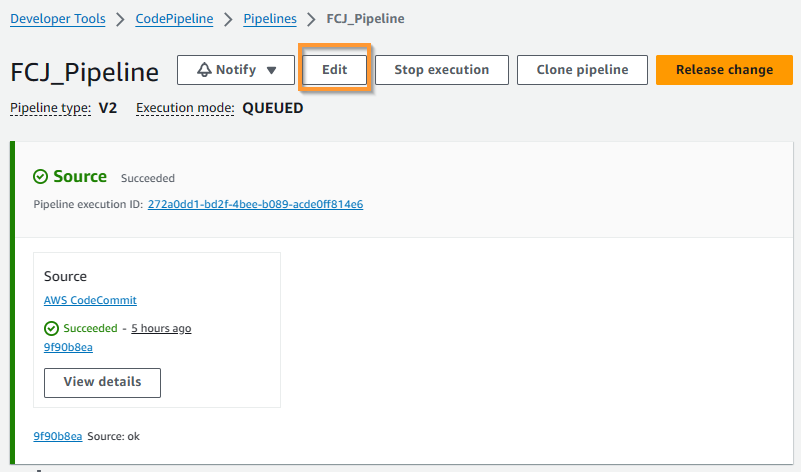 Developer Tools > CodePipeline > Pipelines > FCJ_Pipeline
FCJ_Pipeline
Notify ▼
Edit
Stop execution
Clone pipeline
Release change
Pipeline type: V2 Execution mode: QUEUED
Source Succeeded
Pipeline execution ID: 272a0dd1-bd2f-4bee-b089-acde0ff814e6
Source
AWS CodeCommit
Succeeded - 5 hours ago
9f90b8ea
View details
9f90b8ea Source: ok